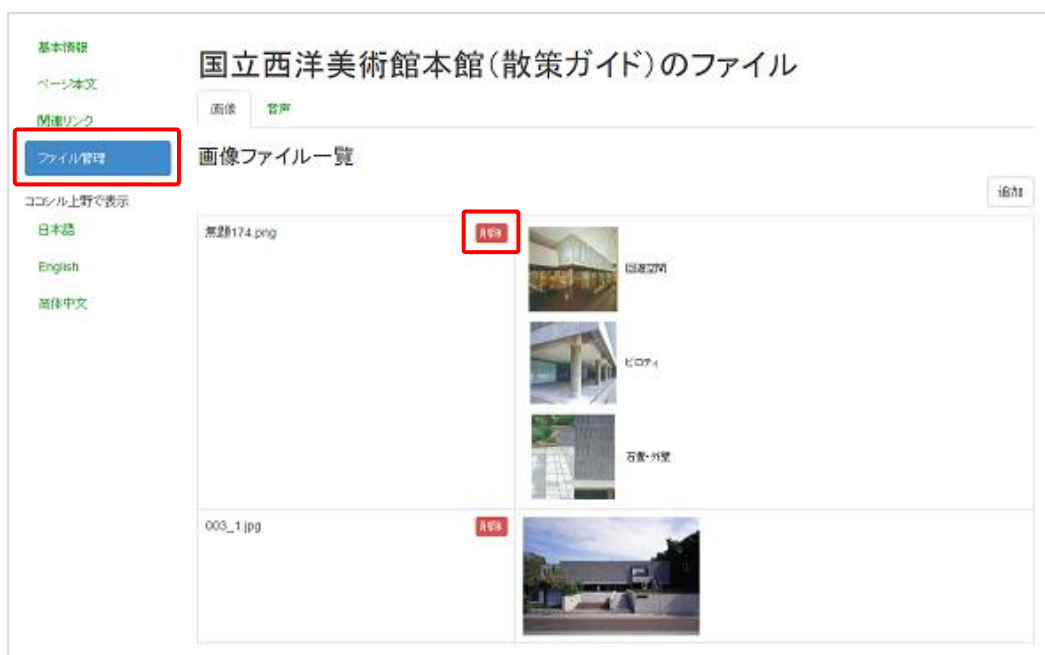 基本情報
ページ本文
関連リンク
ファイル管理
ココシル上野で表示
日本語
English
简体中文
国立西洋美術館本館(散策ガイド)のファイル
画像 音声
画像ファイル一覧
追加
無題174.png 削除
回遊空間
ピロティ
石畳・外壁
003_1.jpg 削除